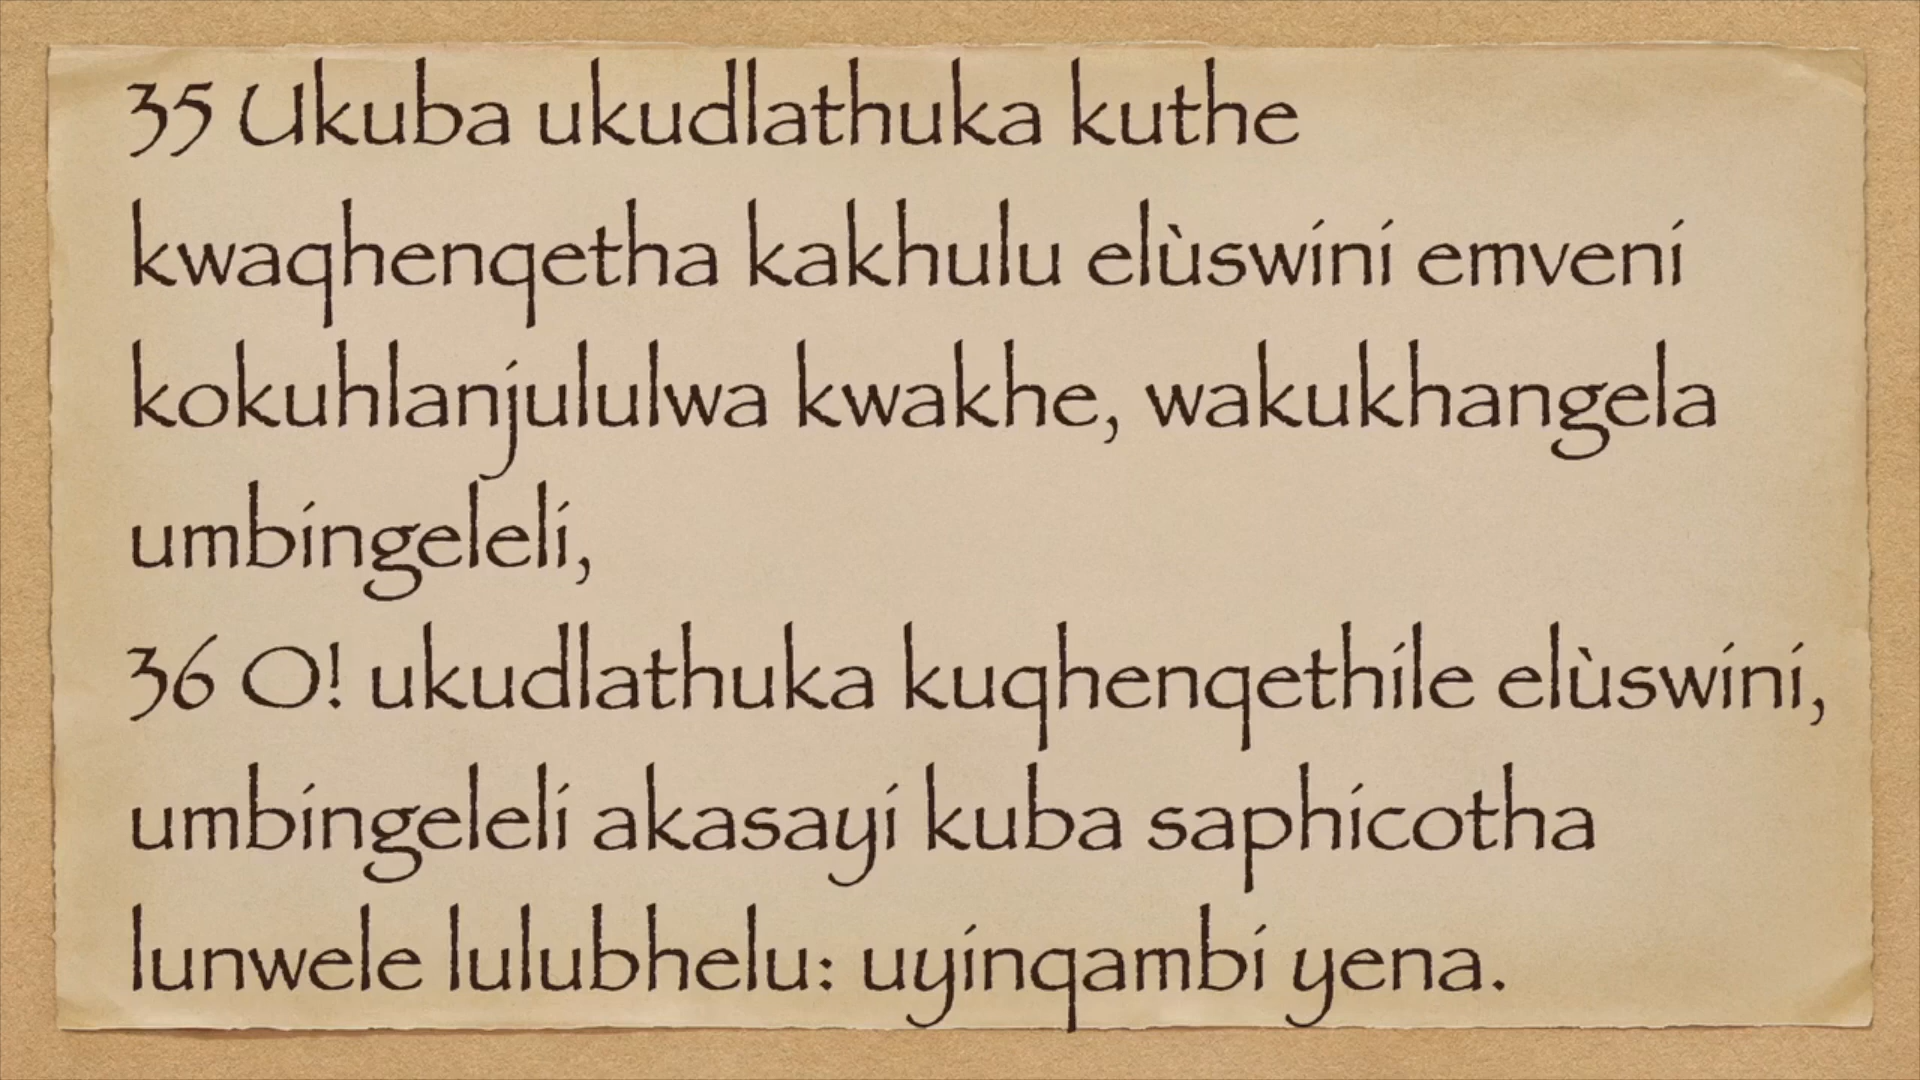 35 Ukuba ukudlathuka kuthe
kwaqhenqetha kakhulu elùswini emveni
kokuhlanjululwa kwakhe, wakukhangela
umbingeleli,
36 O! ukudlathuka kuqhenqethile elùswini,
umbingeleli akasayi kuba saphicotha
lunwele lulubhelu: uyinqambi yena.